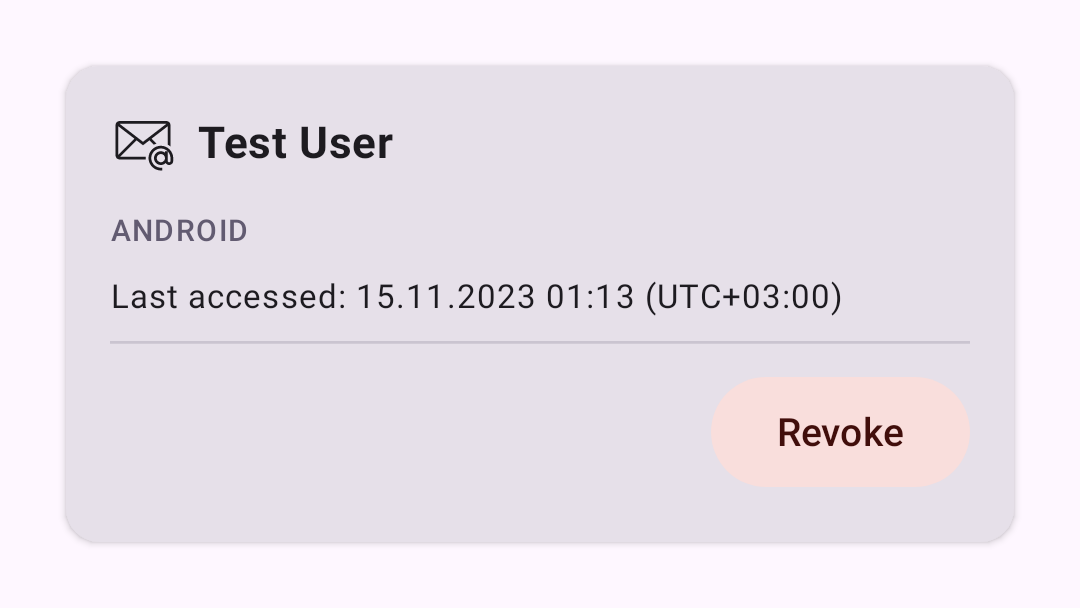 Test User
ANDROID
Last accessed: 15.11.2023 01:13 (UTC+03:00)
Revoke